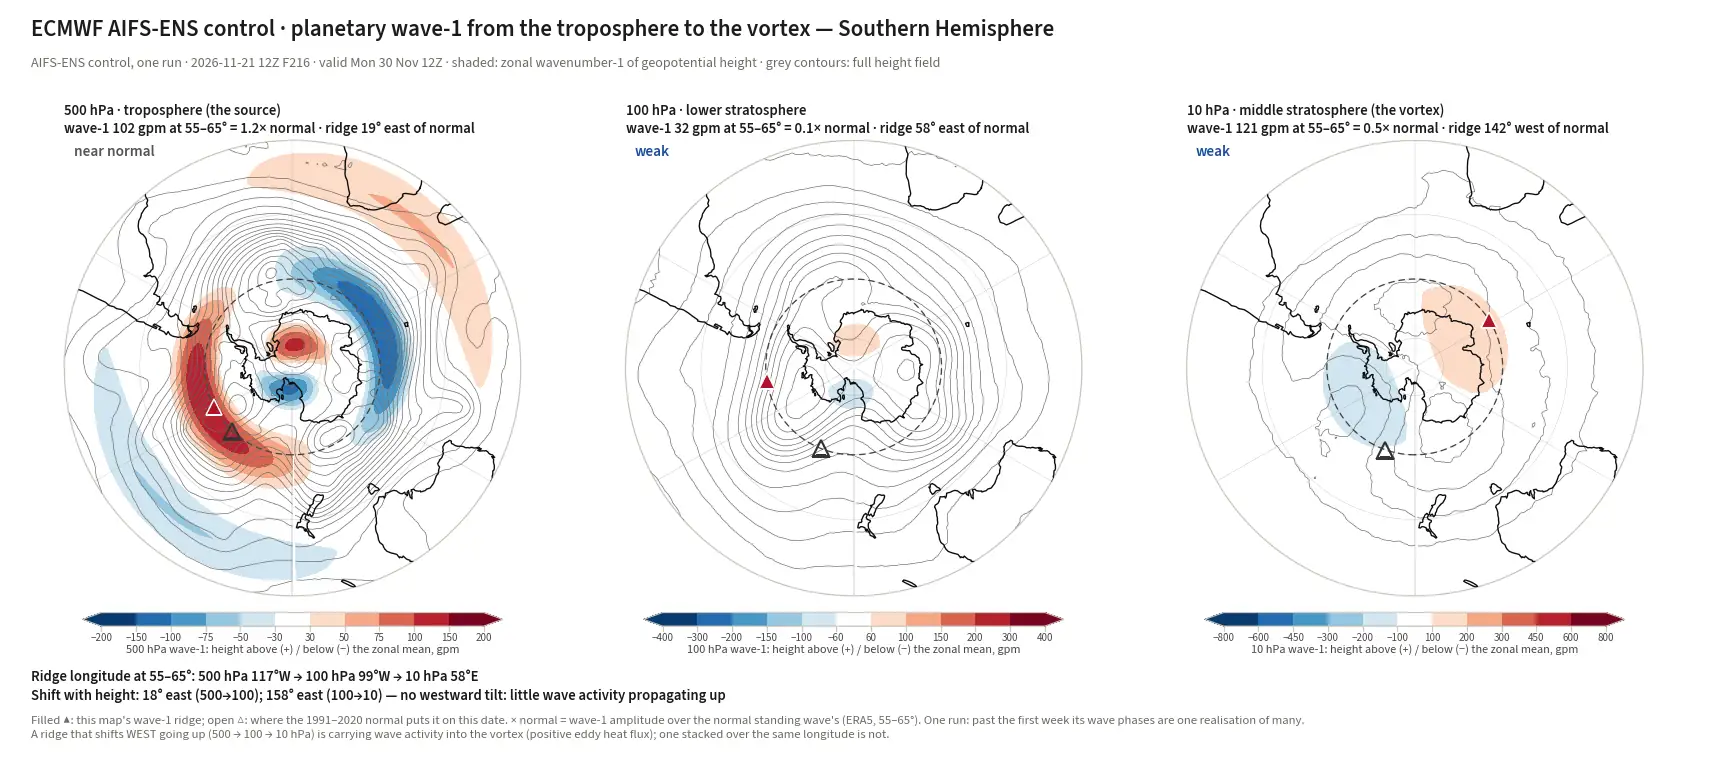 ECMWF AIFS-ENS control · planetary wave-1 from the troposphere to the vortex — Southern Hemisphere
AIFS-ENS control, one run · 2026-11-21 12Z F216 · valid Mon 30 Nov 12Z · shaded: zonal wavenumber-1 of geopotential height · grey contours: full height field
500 hPa · troposphere (the source)
wave-1 102 gpm at 55–65° = 1.2× normal · ridge 19° east of normal
near normal
100 hPa · lower stratosphere
wave-1 32 gpm at 55–65° = 0.1× normal · ridge 58° east of normal
weak
10 hPa · middle stratosphere (the vortex)
wave-1 121 gpm at 55–65° = 0.5× normal · ridge 142° west of normal
weak
−200 −150 −100 −75 −50 −30 30 50 75 100 150 200
500 hPa wave-1: height above (+) / below (−) the zonal mean, gpm
−400 −300 −200 −150 −100 −60 60 100 150 200 300 400
100 hPa wave-1: height above (+) / below (−) the zonal mean, gpm
−800 −600 −450 −300 −200 −100 100 200 300 450 600 800
10 hPa wave-1: height above (+) / below (−) the zonal mean, gpm
Ridge longitude at 55–65°: 500 hPa 117°W → 100 hPa 99°W → 10 hPa 58°E
Shift with height: 18° east (500→100); 158° east (100→10) — no westward tilt: little wave activity propagating up
Filled ▲: this map's wave-1 ridge; open △: where the 1991–2020 normal puts it on this date. × normal = wave-1 amplitude over the normal standing wave's (ERA5, 55–65°). One run: past the first week its wave phases are one realisation of many.
A ridge that shifts WEST going up (500 → 100 → 10 hPa) is carrying wave activity into the vortex (positive eddy heat flux); one stacked over the same longitude is not.